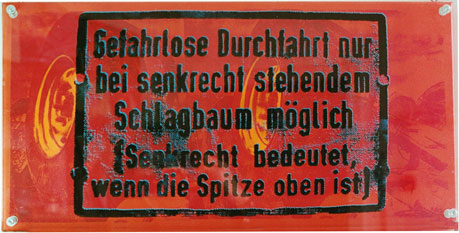 Gefahrlose Durchfahrt nur
bei senkrecht stehendem
Schlagbaum möglich
(Senkrecht bedeutet,
wenn die Spitze oben ist)